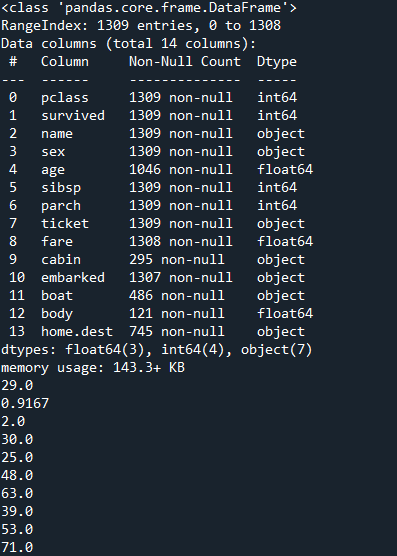 <class 'pandas.core.frame.DataFrame'>
RangeIndex: 1309 entries, 0 to 1308
Data columns (total 14 columns):
 #   Column     Non-Null Count  Dtype
---  ------     --------------  -----
 0   pclass     1309 non-null   int64
 1   survived   1309 non-null   int64
 2   name       1309 non-null   object
 3   sex        1309 non-null   object
 4   age        1046 non-null   float64
 5   sibsp      1309 non-null   int64
 6   parch      1309 non-null   int64
 7   ticket     1309 non-null   object
 8   fare       1308 non-null   float64
 9   cabin      295 non-null    object
 10  embarked   1307 non-null   object
 11  boat       486 non-null    object
 12  body       121 non-null    float64
 13  home.dest  745 non-null    object
dtypes: float64(3), int64(4), object(7)
memory usage: 143.3+ KB
29.0
0.9167
2.0
30.0
25.0
48.0
63.0
39.0
53.0
71.0